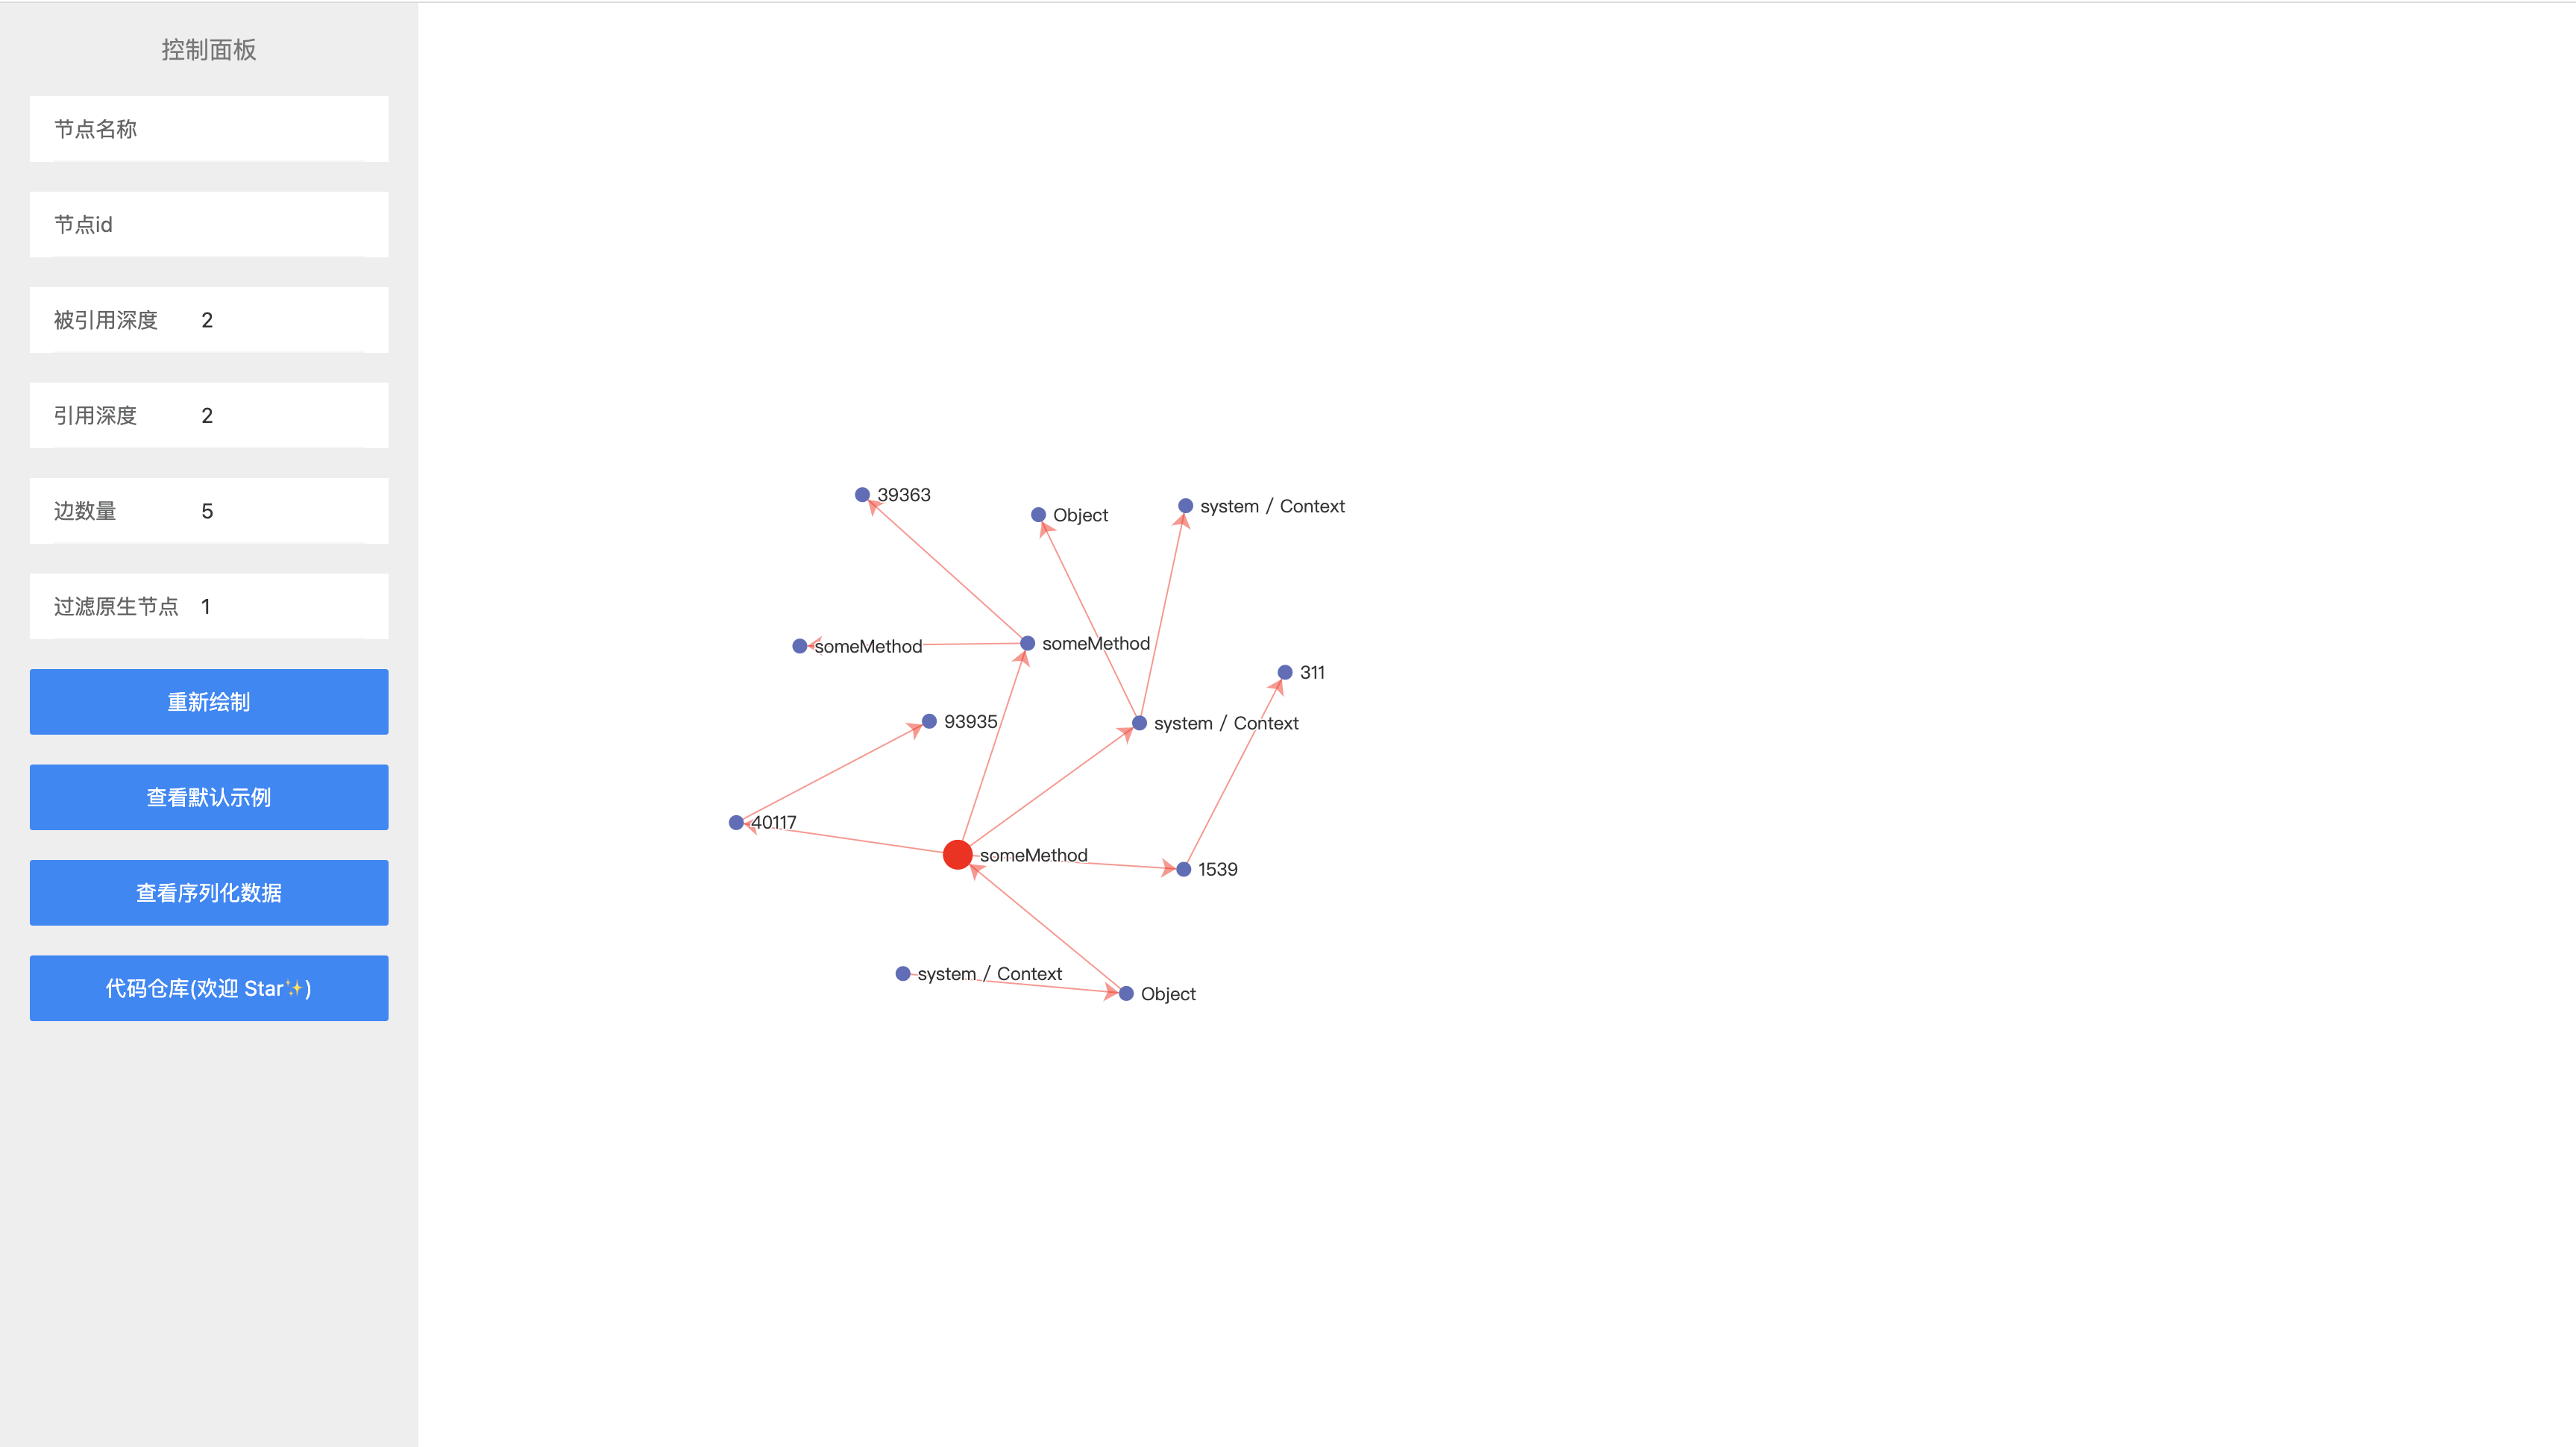 控制面板
节点名称
节点id
被引用深度 2
引用深度 2
边数量 5
过滤原生节点 1
重新绘制
查看默认示例
查看序列化数据
代码仓库(欢迎 Star✨)
39363
Object
system / Context
someMethod
someMethod
311
93935
system / Context
40117
someMethod
1539
system / Context
Object